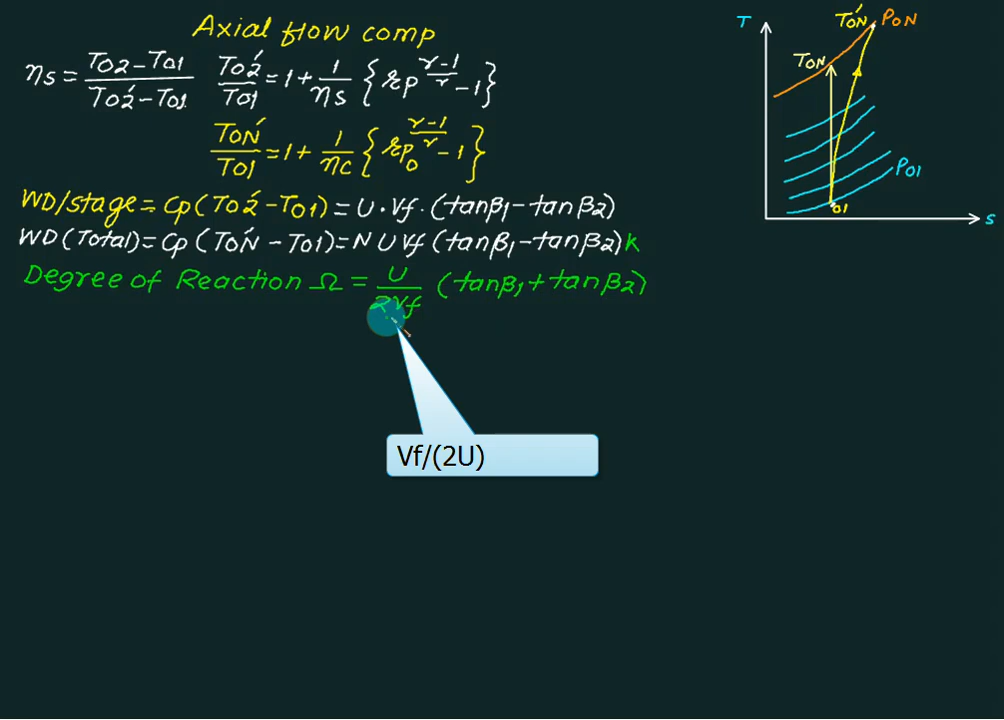 Axial flow comp
ηs = (To2 - To1) / (To2' - To1)   To2'/To1 = 1 + 1/ηs {rp^((γ-1)/γ) - 1}
ToN'/To1 = 1 + 1/ηc {rpo^((γ-1)/γ) - 1}
WD/stage = Cp (To2' - To1) = U · Vf · (tanβ1 - tanβ2)
WD (Total) = Cp (ToN' - To1) = N U Vf (tanβ1 - tanβ2) k
Degree of Reaction Ω = U/2Vf (tanβ1 + tanβ2)
Vf/(2U)
T
ToN'
PoN
ToN
Po1
01
s